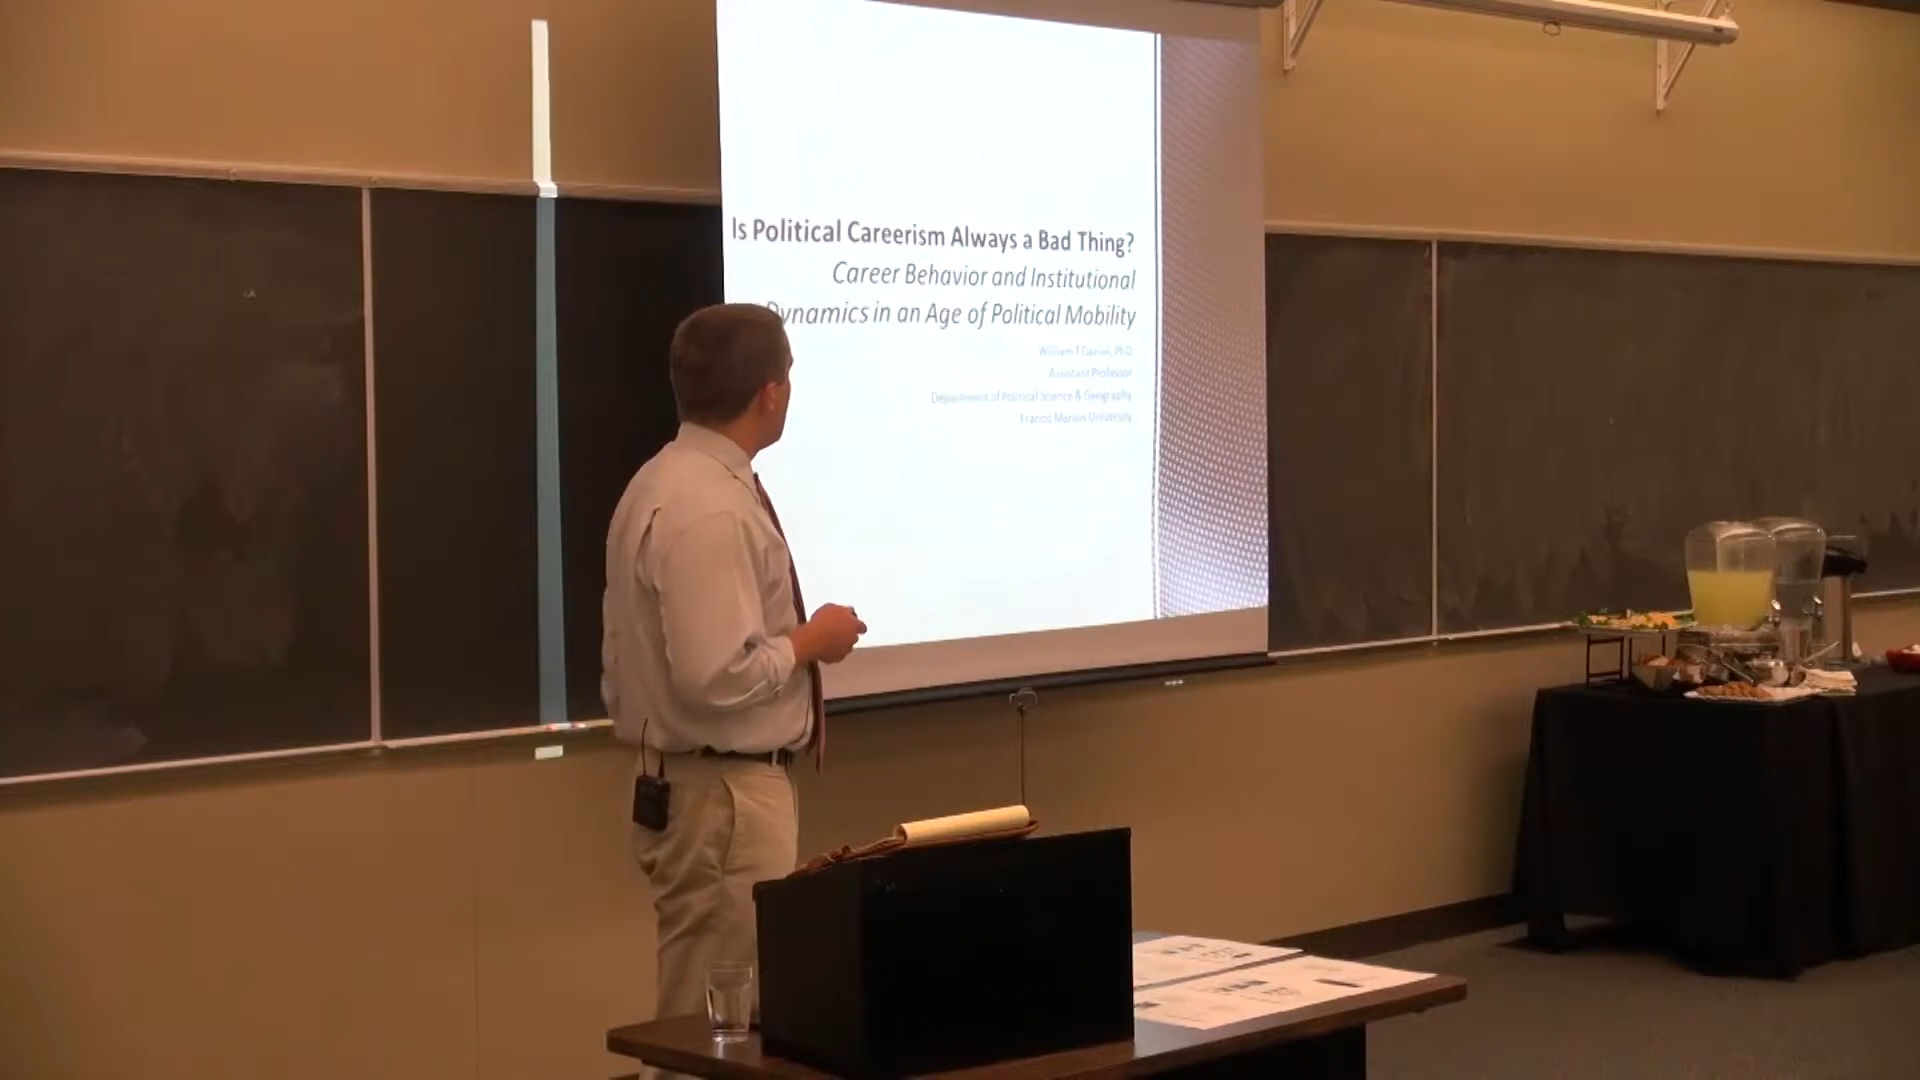 Is Political Careerism Always a Bad Thing?
Career Behavior and Institutional
Dynamics in an Age of Political Mobility
William T Daniel, PhD
Assistant Professor
Department of Political Science & Geography
Francis Marion University